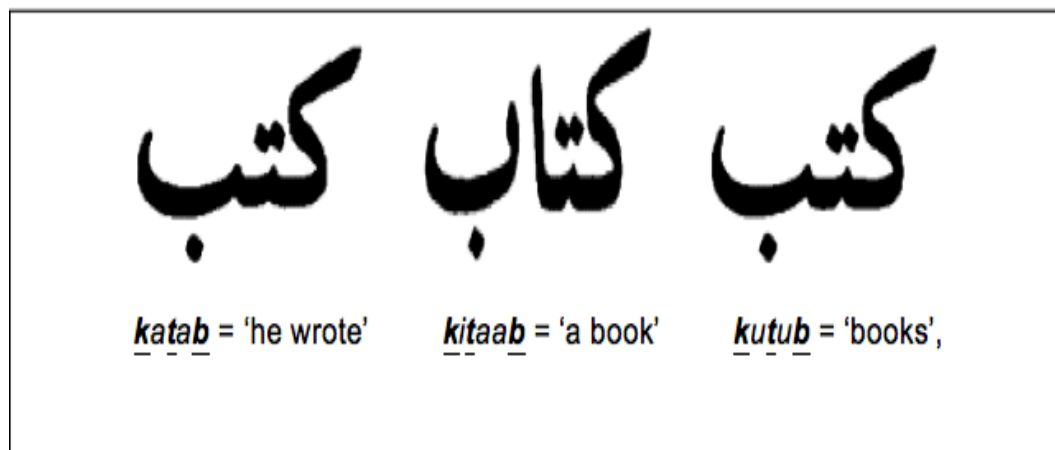 كتب كتاب كتب
katab = ‘he wrote’ kitaab = ‘a book’ kutub = ‘books’,